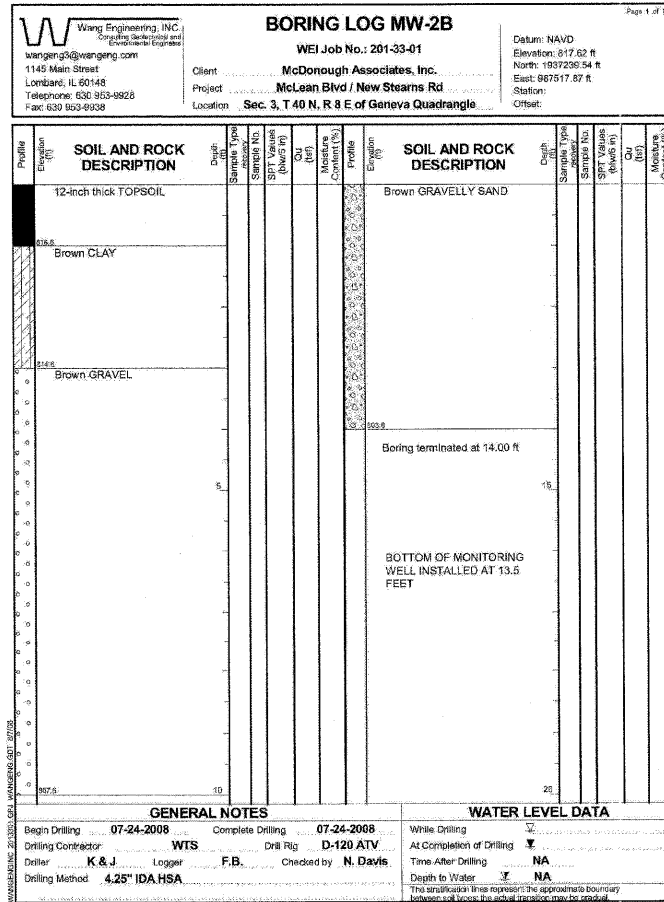 Page 1 of
Wang Engineering, INC.
Consulting Geotechnical and
Environmental Engineers
wangeng3@wangeng.com
1145 Main Street
Lombard, IL 60148
Telephone: 630 953-9928
Fax: 630 953-9938
BORING LOG MW-2B
WEI Job No.: 201-33-01
Client McDonough Associates, Inc.
Project McLean Blvd / New Stearns Rd
Location Sec. 3, T 40 N, R 8 E of Geneva Quadrangle
Datum: NAVD
Elevation: 817.62 ft
North: 1937239.54 ft
East: 987517.87 ft
Station:
Offset:
Profile
Elevation (ft)
SOIL AND ROCK
DESCRIPTION
Depth (ft)
Sample Type
recovery
Sample No.
SPT Values
(blw/6 in)
Qu
(tsf)
Moisture
Content (%)
Profile
Elevation (ft)
SOIL AND ROCK
DESCRIPTION
Depth (ft)
Sample Type
recovery
Sample No.
SPT Values
(blw/6 in)
Qu
(tsf)
Moisture
12-inch thick TOPSOIL
816.6
Brown CLAY
814.6
Brown GRAVEL
5
807.6
10
Brown GRAVELLY SAND
803.6
Boring terminated at 14.00 ft
15
BOTTOM OF MONITORING
WELL INSTALLED AT 13.5
FEET
20
GENERAL NOTES
Begin Drilling 07-24-2008 Complete Drilling 07-24-2008
Drilling Contractor WTS Drill Rig D-120 ATV
Driller K & J Logger F.B. Checked by N. Davis
Drilling Method 4.25" IDA HSA
WATER LEVEL DATA
While Drilling
At Completion of Drilling
Time After Drilling NA
Depth to Water NA
The stratification lines represent the approximate boundary
between soil types; the actual transition may be gradual.